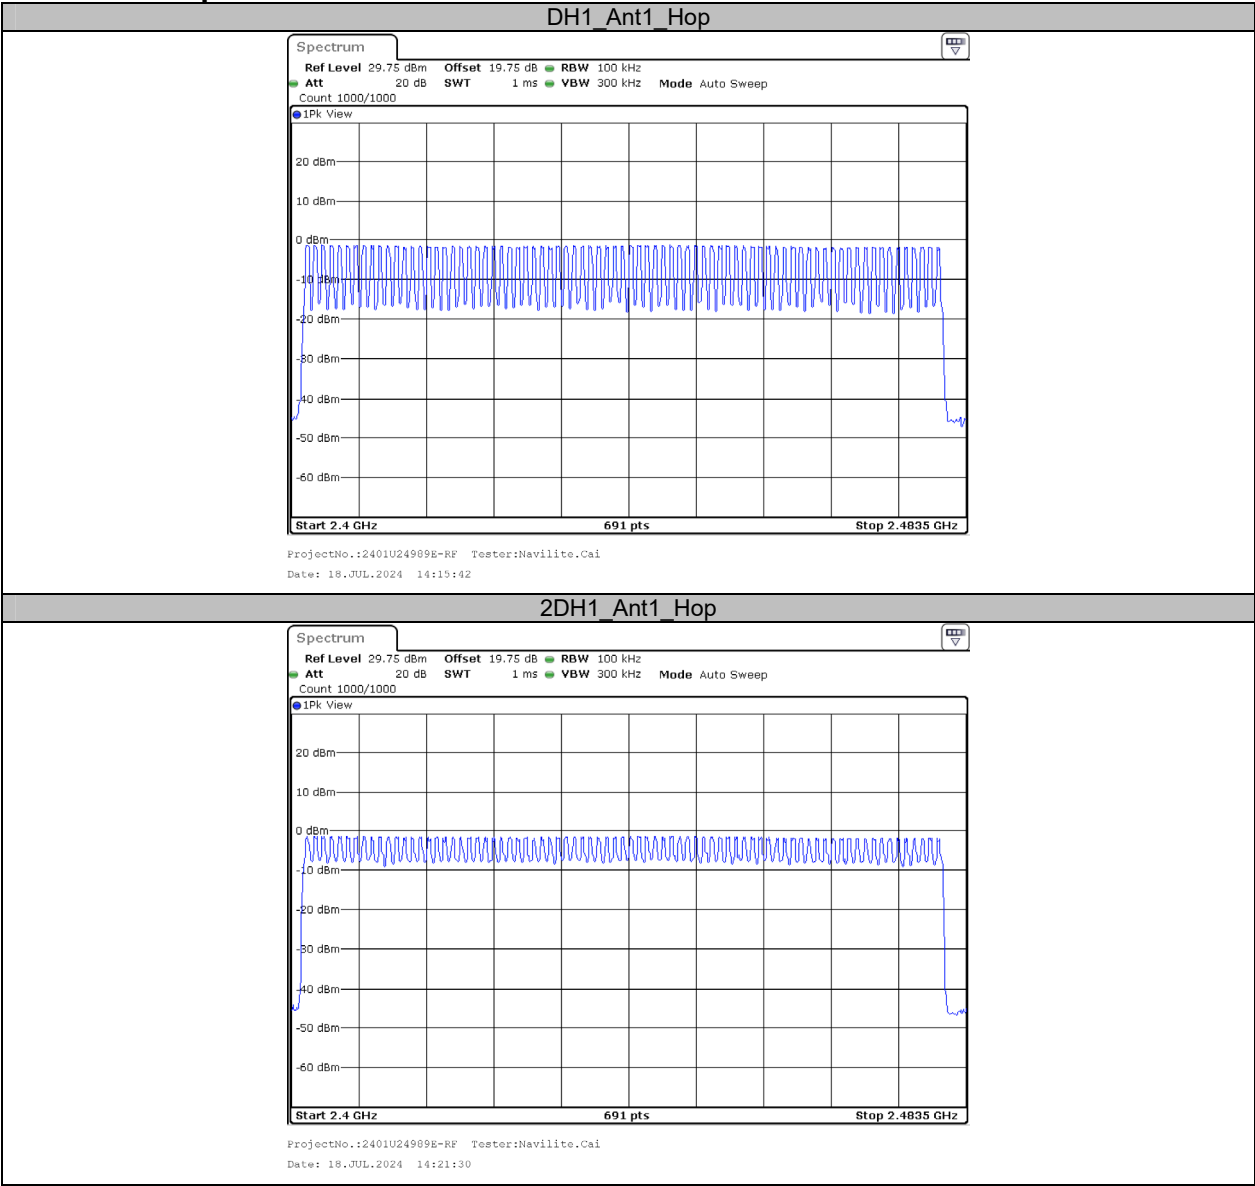 DH1_Ant1_Hop
Spectrum
Ref Level 29.75 dBm Offset 19.75 dB RBW 100 kHz
Att 20 dB SWT 1 ms VBW 300 kHz Mode Auto Sweep
Count 1000/1000
1Pk View
20 dBm
10 dBm
0 dBm
-10 dBm
-20 dBm
-30 dBm
-40 dBm
-50 dBm
-60 dBm
Start 2.4 GHz 691 pts Stop 2.4835 GHz
ProjectNo.:2401U24989E-RF Tester:Navilite.Cai
Date: 18.JUL.2024 14:15:42
2DH1_Ant1_Hop
Spectrum
Ref Level 29.75 dBm Offset 19.75 dB RBW 100 kHz
Att 20 dB SWT 1 ms VBW 300 kHz Mode Auto Sweep
Count 1000/1000
1Pk View
20 dBm
10 dBm
0 dBm
-10 dBm
-20 dBm
-30 dBm
-40 dBm
-50 dBm
-60 dBm
Start 2.4 GHz 691 pts Stop 2.4835 GHz
ProjectNo.:2401U24989E-RF Tester:Navilite.Cai
Date: 18.JUL.2024 14:21:30